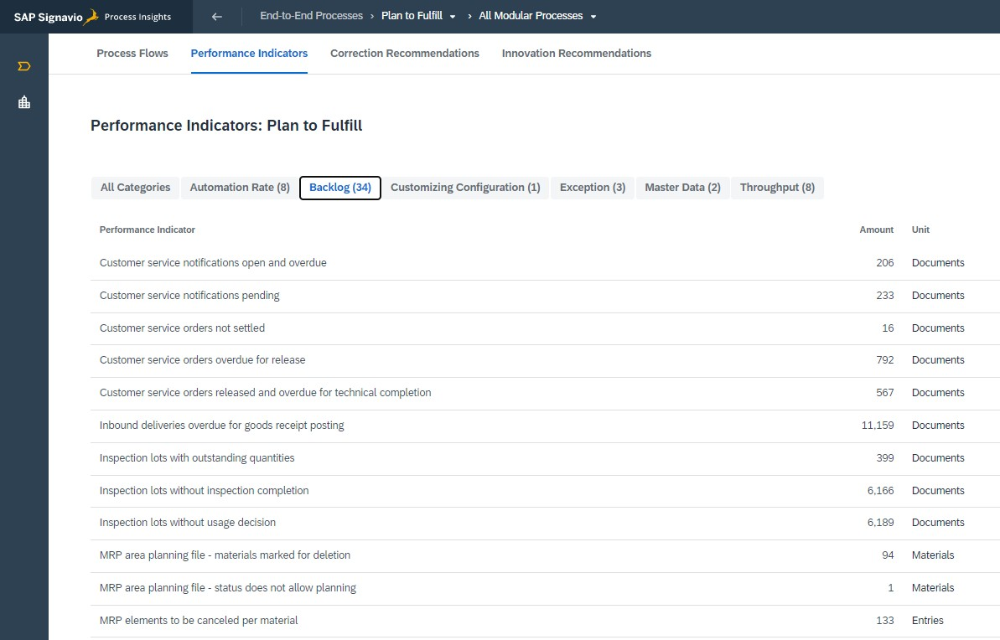 SAP Signavio Process Insights
End-to-End Processes › Plan to Fulfill › All Modular Processes
Process Flows Performance Indicators Correction Recommendations Innovation Recommendations
Performance Indicators: Plan to Fulfill
All Categories Automation Rate (8) Backlog (34) Customizing Configuration (1) Exception (3) Master Data (2) Throughput (8)
Performance Indicator Amount Unit
Customer service notifications open and overdue 206 Documents
Customer service notifications pending 233 Documents
Customer service orders not settled 16 Documents
Customer service orders overdue for release 792 Documents
Customer service orders released and overdue for technical completion 567 Documents
Inbound deliveries overdue for goods receipt posting 11,159 Documents
Inspection lots with outstanding quantities 399 Documents
Inspection lots without inspection completion 6,166 Documents
Inspection lots without usage decision 6,189 Documents
MRP area planning file - materials marked for deletion 94 Materials
MRP area planning file - status does not allow planning 1 Materials
MRP elements to be canceled per material 133 Entries